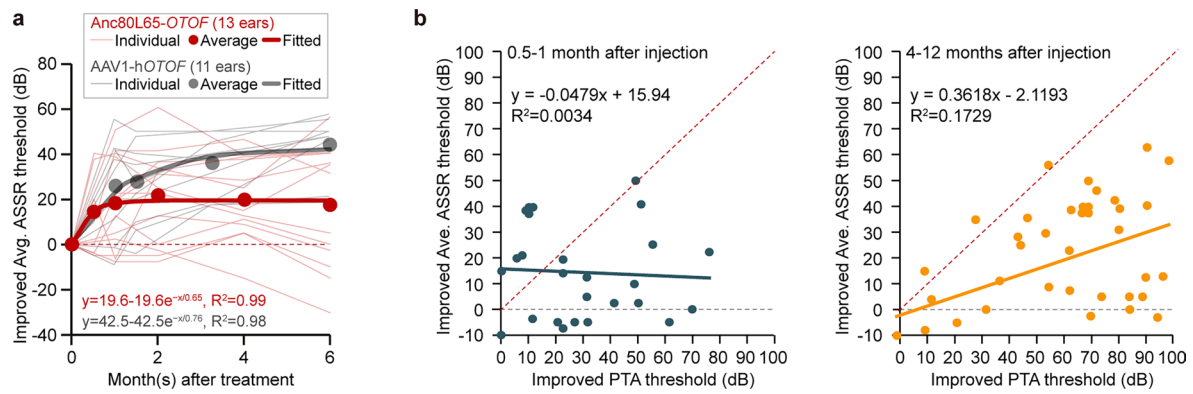 a
Anc80L65-OTOF (13 ears)
Individual Average Fitted
AAV1-hOTOF (11 ears)
Individual Average Fitted
Improved Avg. ASSR threshold (dB)
80
60
40
20
0
-20
-40
y=19.6-19.6e−x/0.65, R2=0.99
y=42.5-42.5e−x/0.76, R2=0.98
0 2 4 6
Month(s) after treatment
b
0.5-1 month after injection
y = -0.0479x + 15.94
R²=0.0034
Improved Ave. ASSR threshold (dB)
100
90
80
70
60
50
40
30
20
10
0
-10
0 10 20 30 40 50 60 70 80 90 100
Improved PTA threshold (dB)
4-12 months after injection
y = 0.3618x - 2.1193
R²=0.1729
Improved Ave. ASSR threshold (dB)
100
90
80
70
60
50
40
30
20
10
0
-10
0 10 20 30 40 50 60 70 80 90 100
Improved PTA threshold (dB)